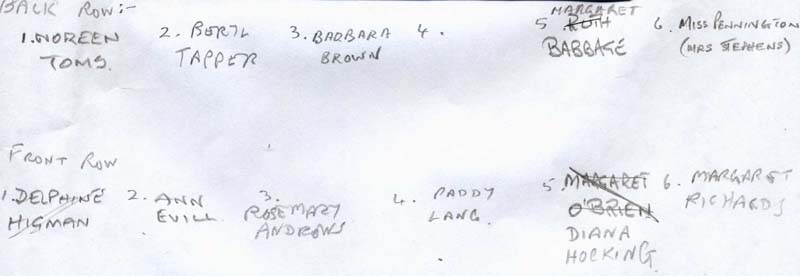 BACK ROW:-
1. NOREEN TOMS.
2. BERYL TAPPER
3. BARBARA BROWN
4.
5. MARGARET RUTH BABBAGE
6. MISS PENNINGTON (MRS STEPHENS)
FRONT ROW
1. DELPHINE HIGMAN
2. ANN EVILL.
3. ROSEMARY ANDREWS
4. PADDY LANG.
5. MARGARET O'BRIEN DIANA HOCKING.
6. MARGARET RICHARDS